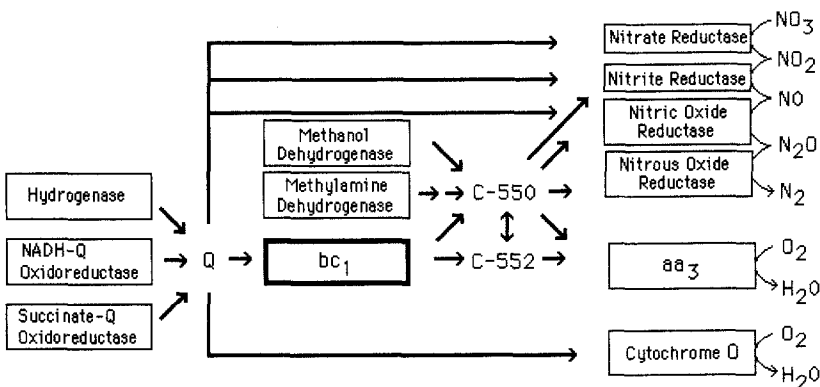 Nitrate Reductase
NO3
NO2
Nitrite Reductase
NO
Nitric Oxide
Reductase
N2O
Nitrous Oxide
Reductase
N2
Methanol
Dehydrogenase
Methylamine
Dehydrogenase
C-550
Hydrogenase
NADH-Q
Oxidoreductase
Q
bc1
C-552
aa3
O2
H2O
Succinate-Q
Oxidoreductase
Cytochrome O
O2
H2O